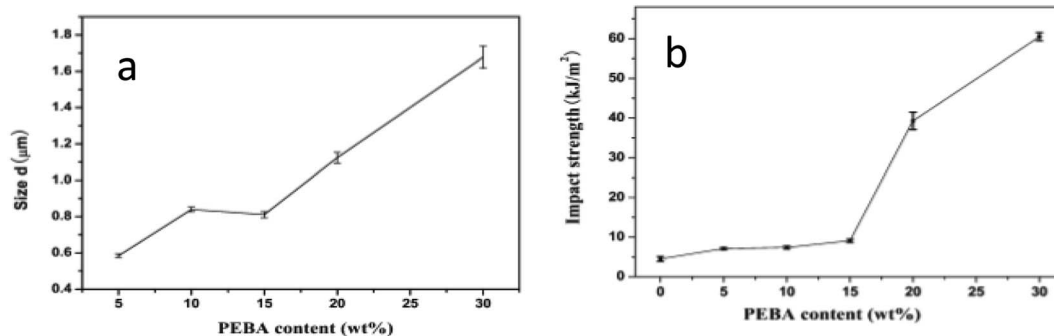 a
Size d (μm)
1.8
1.6
1.4
1.2
1.0
0.8
0.6
0.4
5 10 15 20 25 30
PEBA content (wt%)
b
Impact strength (kJ/m²)
60
50
40
30
20
10
0
0 5 10 15 20 25 30
PEBA content (wt%)